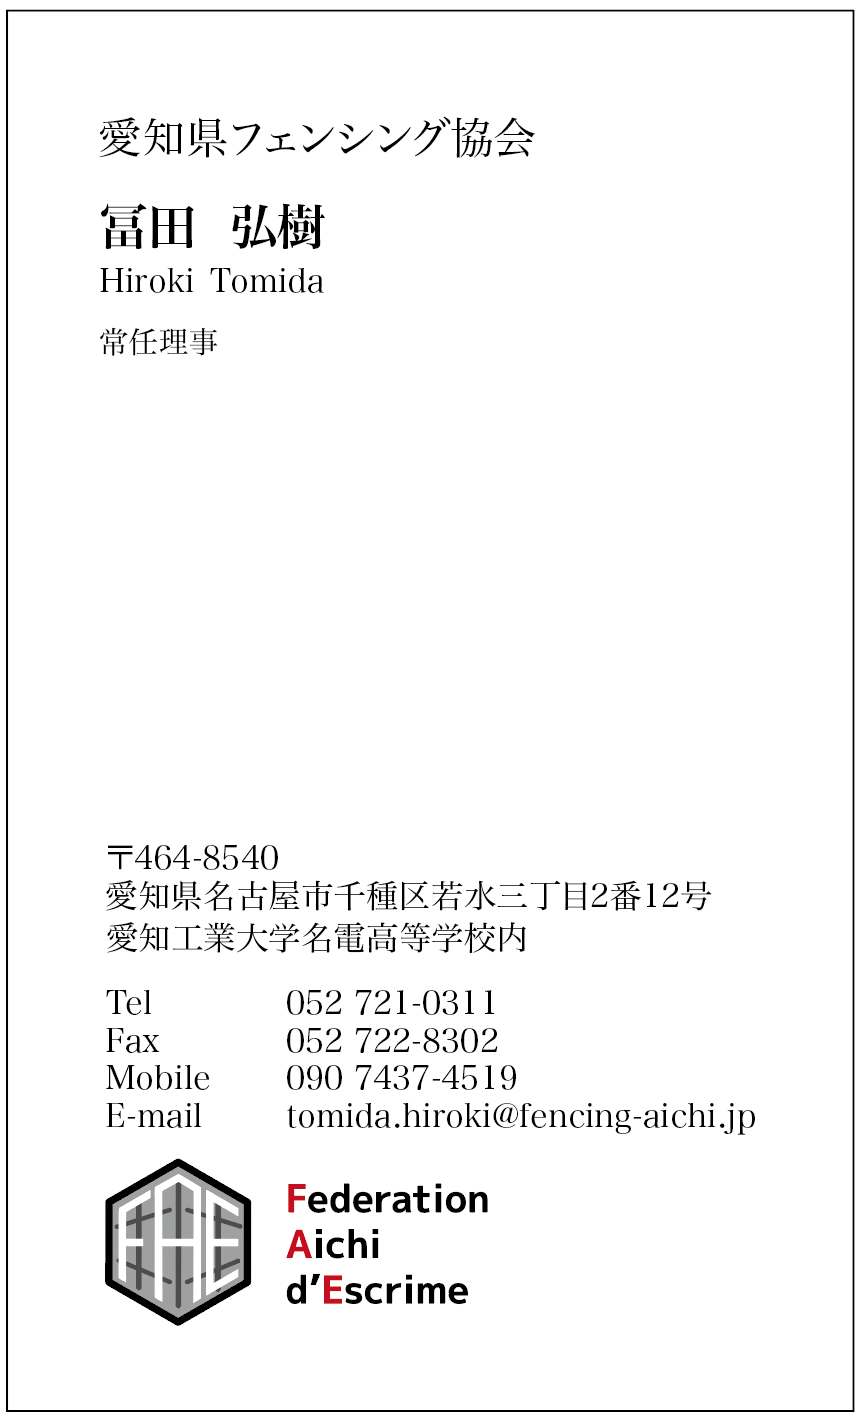 愛知県フェンシング協会
冨田 弘樹
Hiroki Tomida
常任理事
〒464-8540
愛知県名古屋市千種区若水三丁目2番12号
愛知工業大学名電高等学校内
Tel 052 721-0311
Fax 052 722-8302
Mobile 090 7437-4519
E-mail tomida.hiroki@fencing-aichi.jp
FAE
Federation
Aichi
d’Escrime